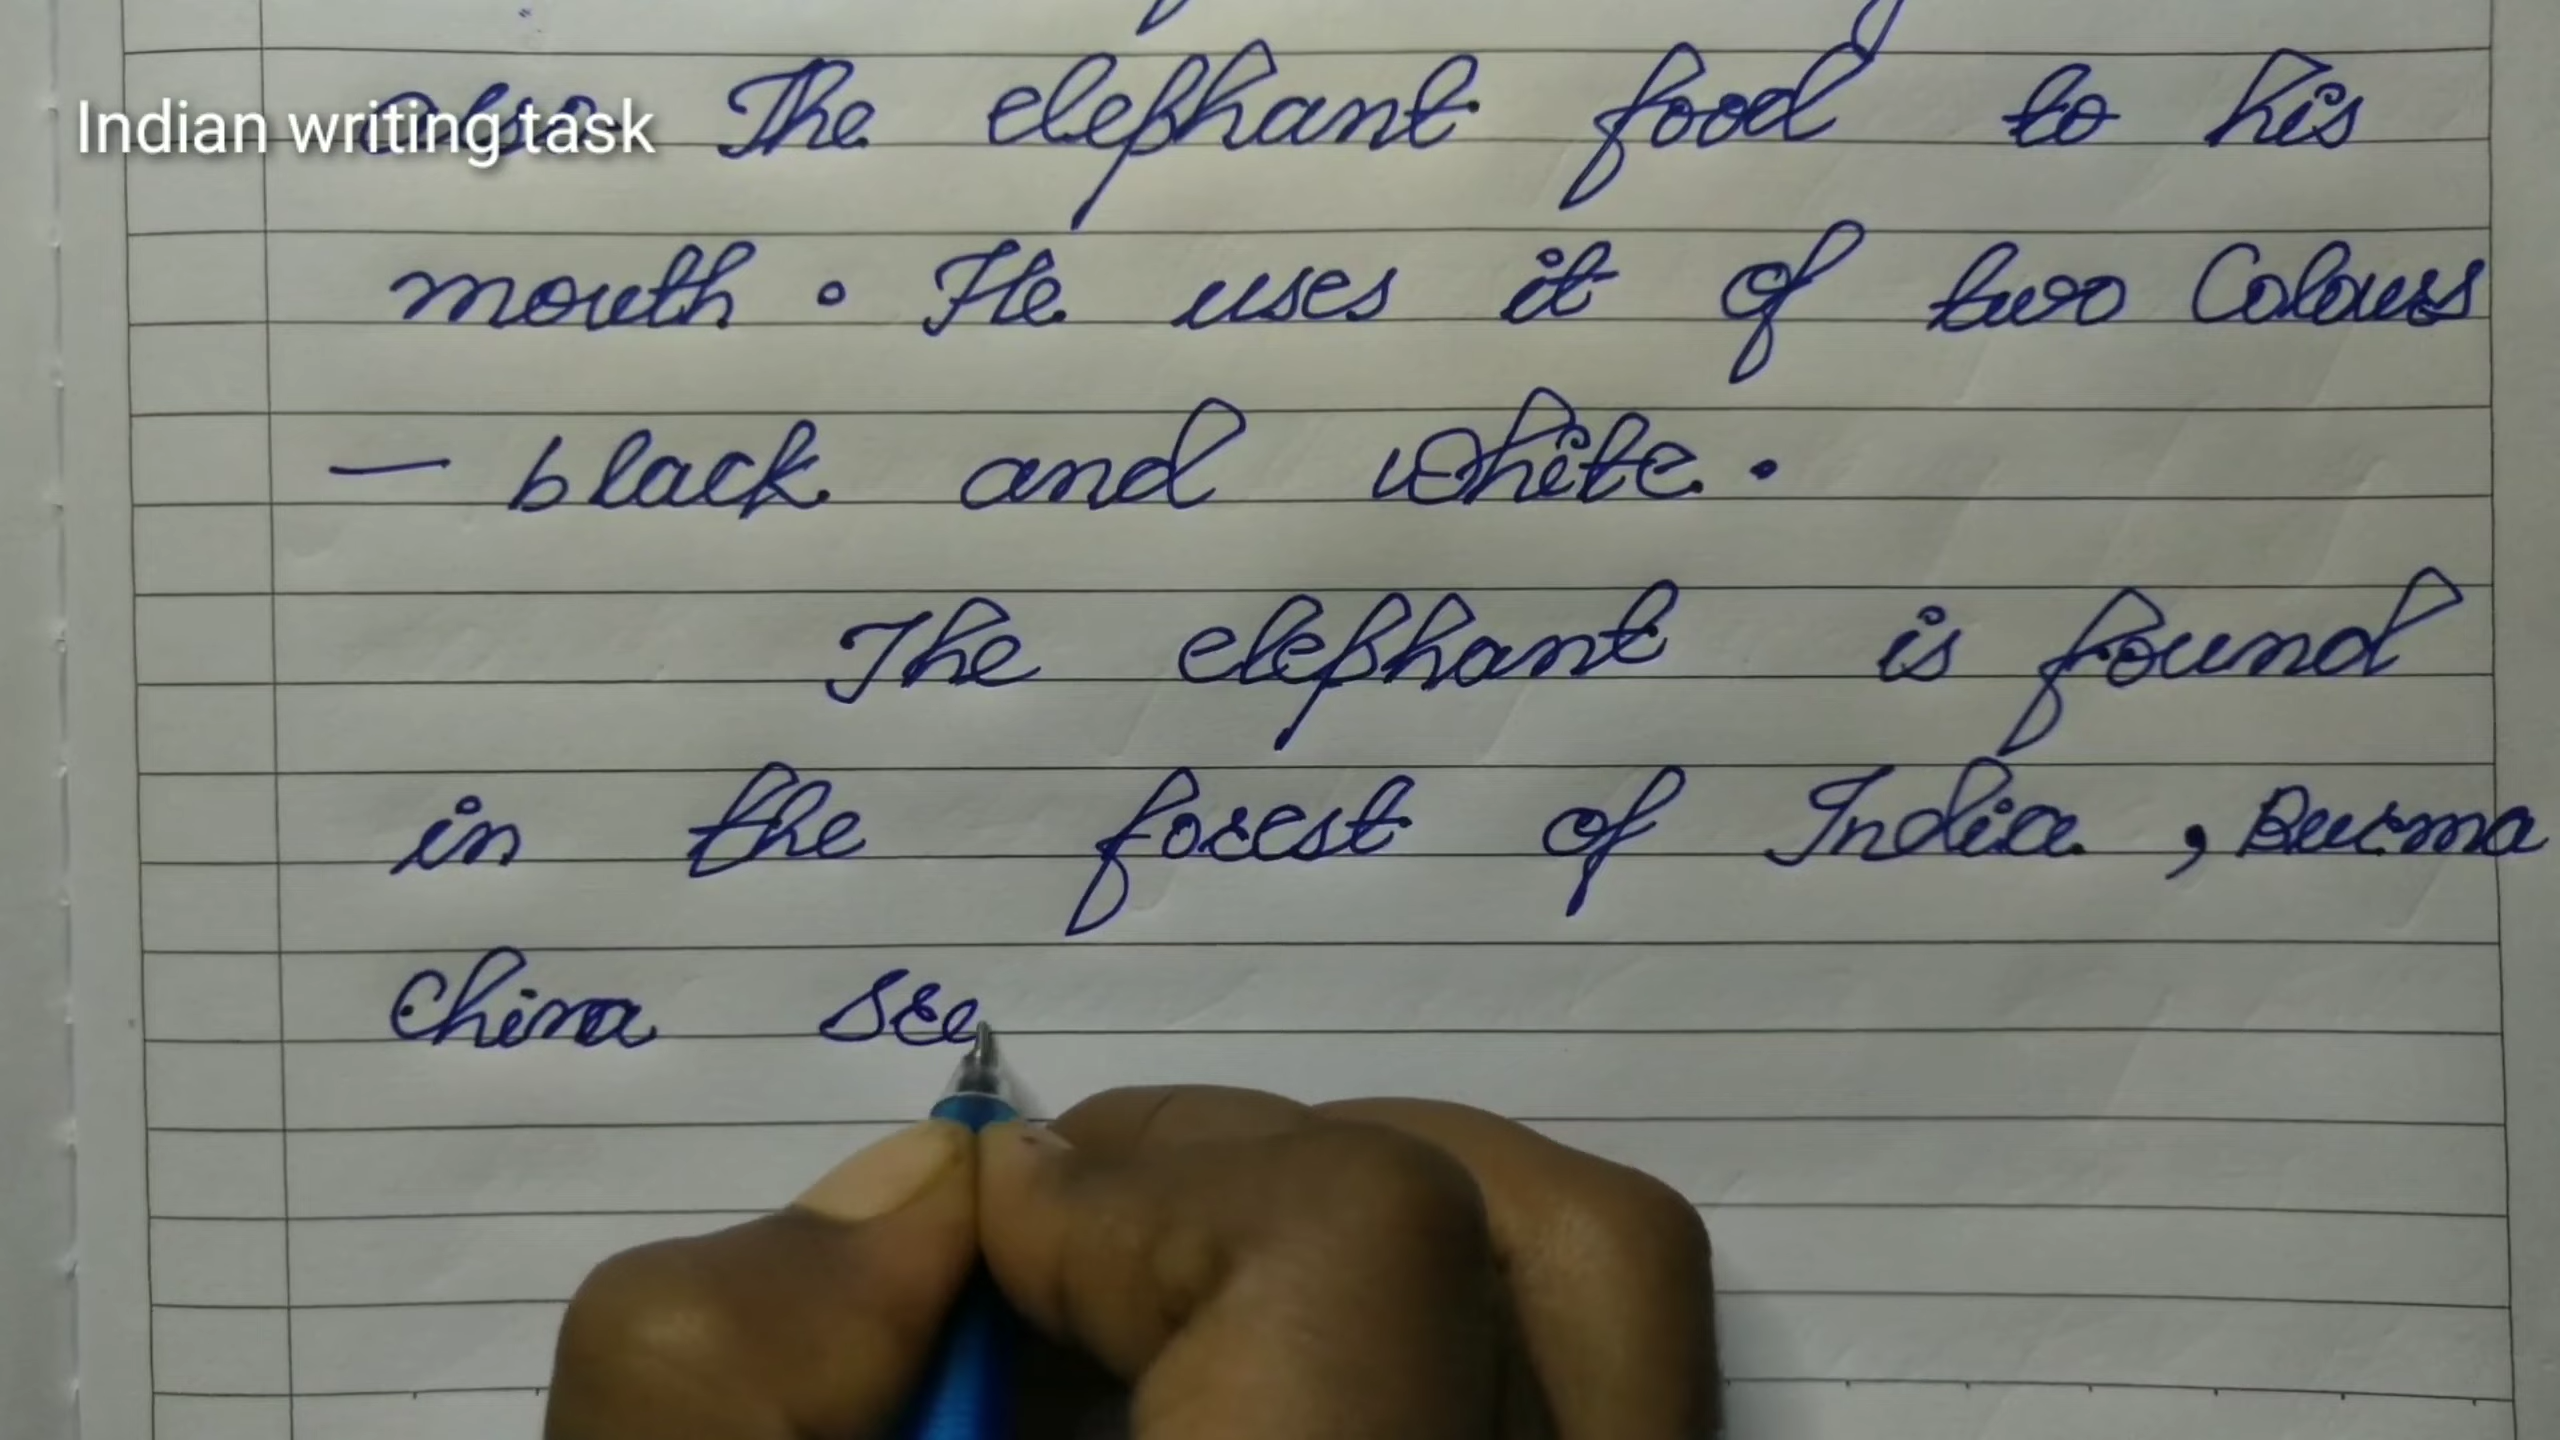 Indian writing task
also The elephant food to his
mouth . He uses it of two Colours
— black and white .
The elephant is found
in the forest of India , Burma
China